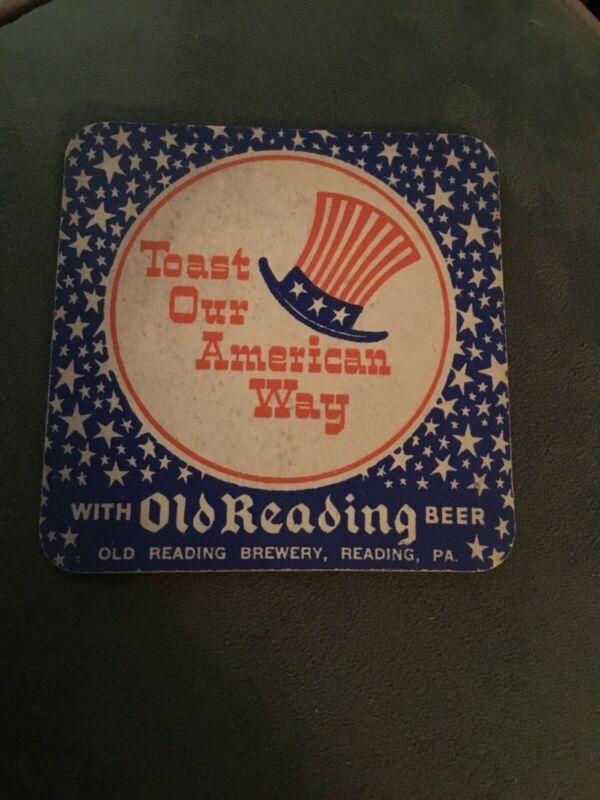 Toast
Our
American
Way
WITH Old Reading BEER
OLD READING BREWERY, READING, PA.